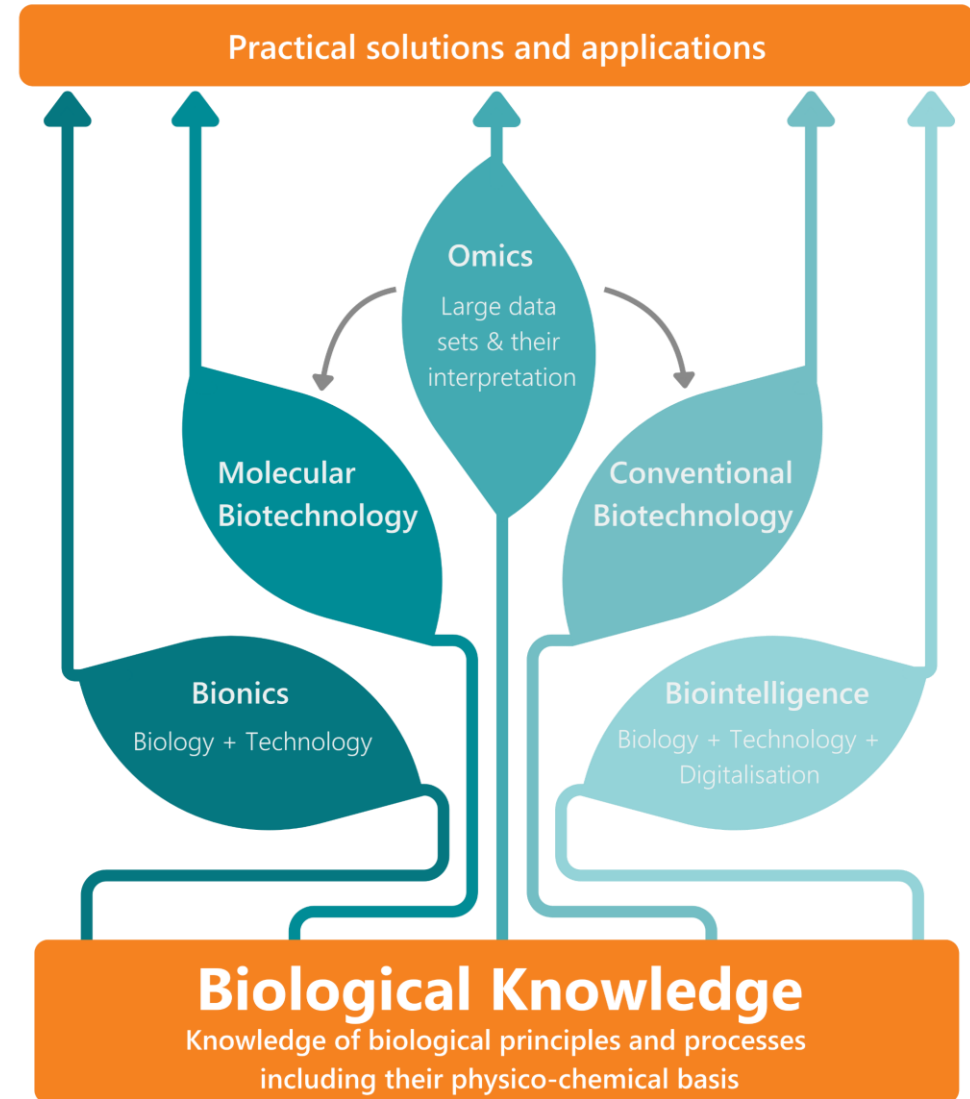 Practical solutions and applications
Omics
Large data
sets & their
interpretation
Molecular
Biotechnology
Conventional
Biotechnology
Bionics
Biology + Technology
Biointelligence
Biology + Technology +
Digitalisation
Biological Knowledge
Knowledge of biological principles and processes
including their physico-chemical basis